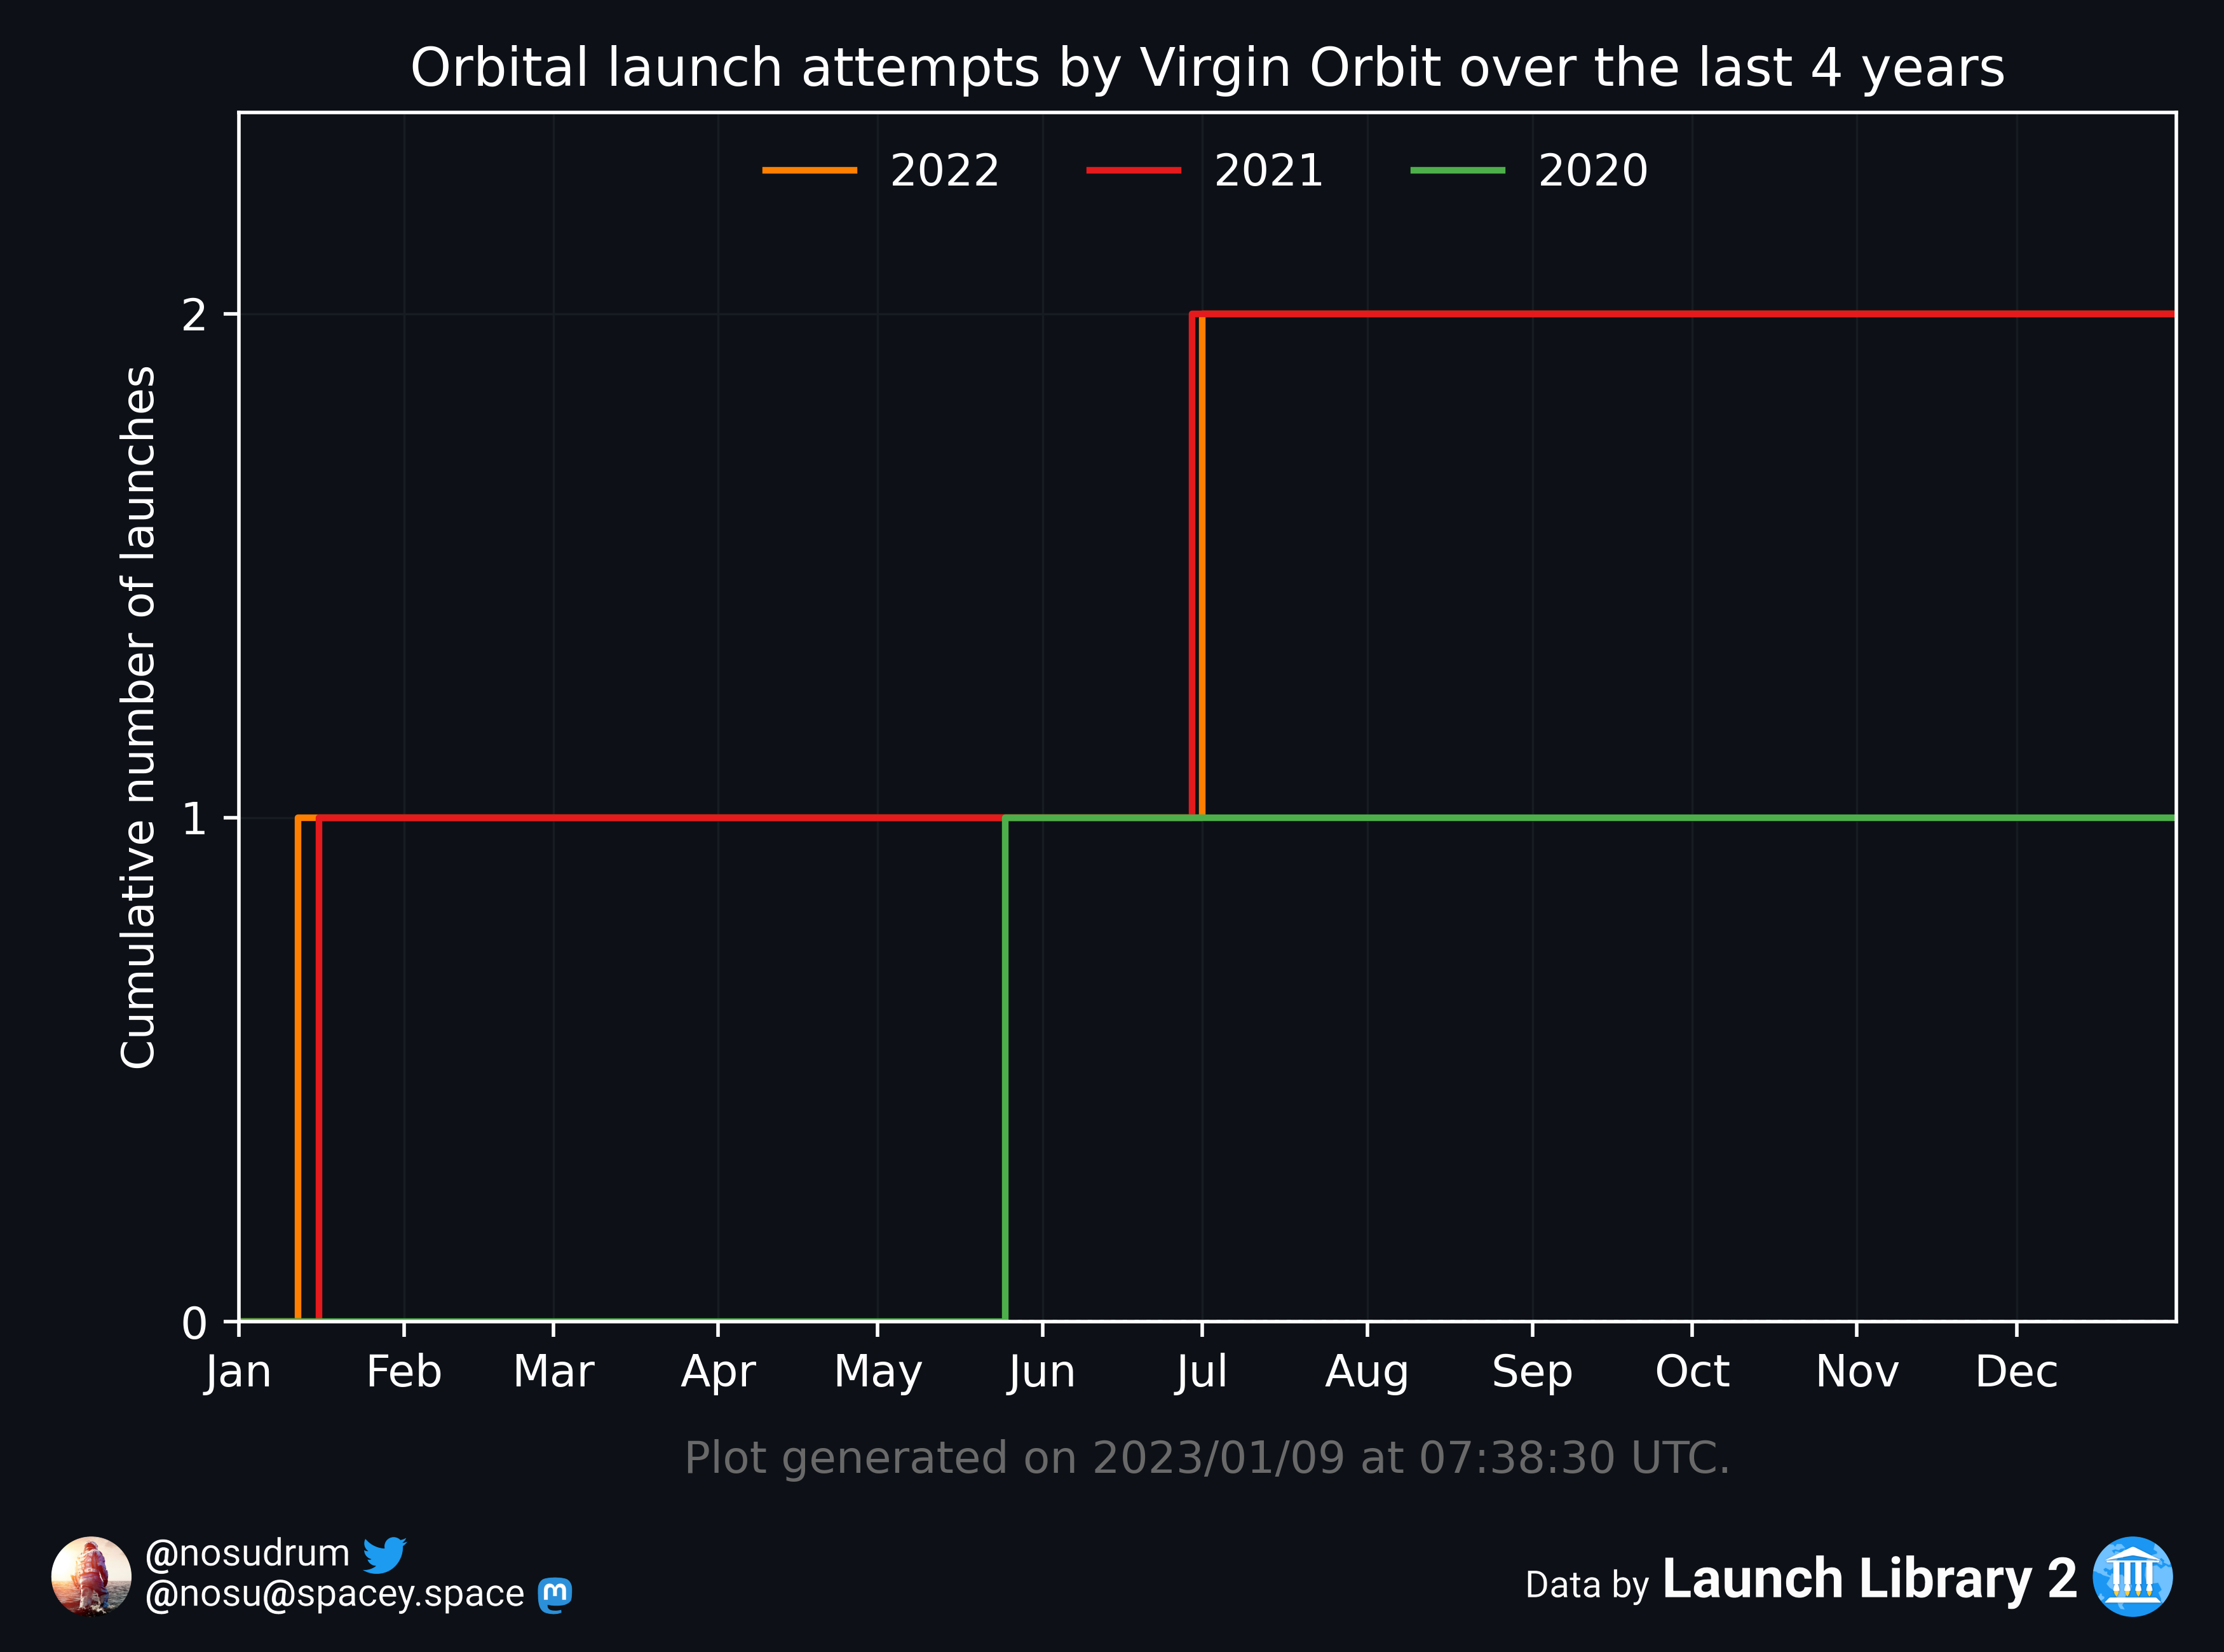 Orbital launch attempts by Virgin Orbit over the last 4 years
2022 2021 2020
Cumulative number of launches
2
1
0
Jan Feb Mar Apr May Jun Jul Aug Sep Oct Nov Dec
Plot generated on 2023/01/09 at 07:38:30 UTC.
@nosudrum
@nosu@spacey.space
Data by Launch Library 2